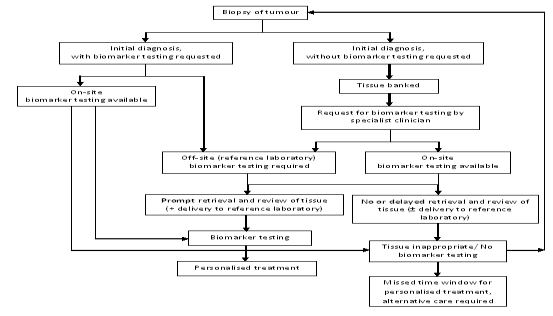 Biopsy of tumour
Initial diagnosis,
with biomarker testing requested
Initial diagnosis,
without biomarker testing requested
On-site
biomarker testing available
Tissue banked
Request for biomarker testing by
specialist clinician
Off-site (reference laboratory)
biomarker testing required
On-site
biomarker testing available
Prompt retrieval and review of tissue
(± delivery to reference laboratory)
No or delayed retrieval and review of
tissue (± delivery to reference
laboratory)
Biomarker testing
Tissue inappropriate/ No
biomarker testing
Personalised treatment
Missed time window for
personalised treatment,
alternative care required